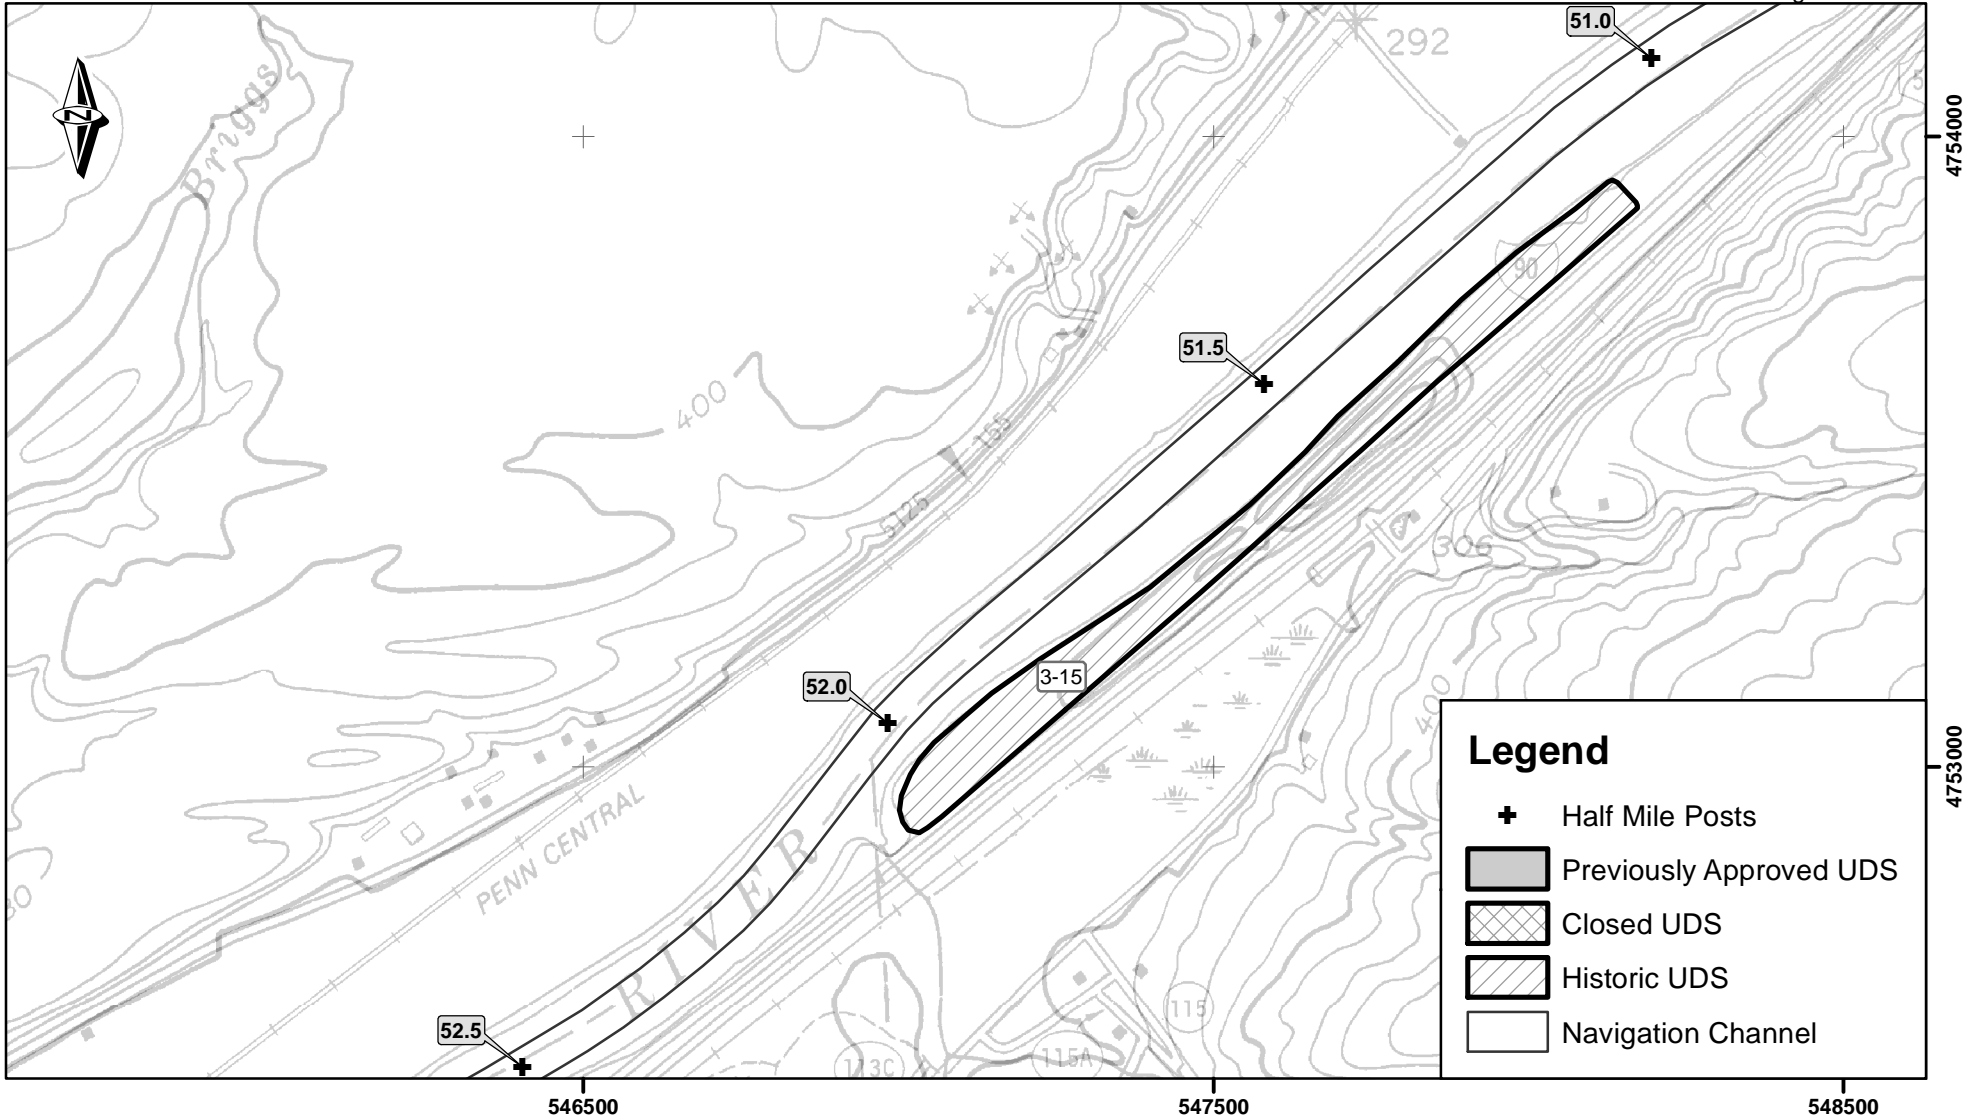 51.0
292
Briggs
N
4754000
90
51.5
400
155
5125
306
3-15
52.0
400
Legend
4753000
Half Mile Posts
PENN CENTRAL
Previously Approved UDS
RIVER
Closed UDS
Historic UDS
115
52.5
Navigation Channel
113C
115A
546500
547500
548500